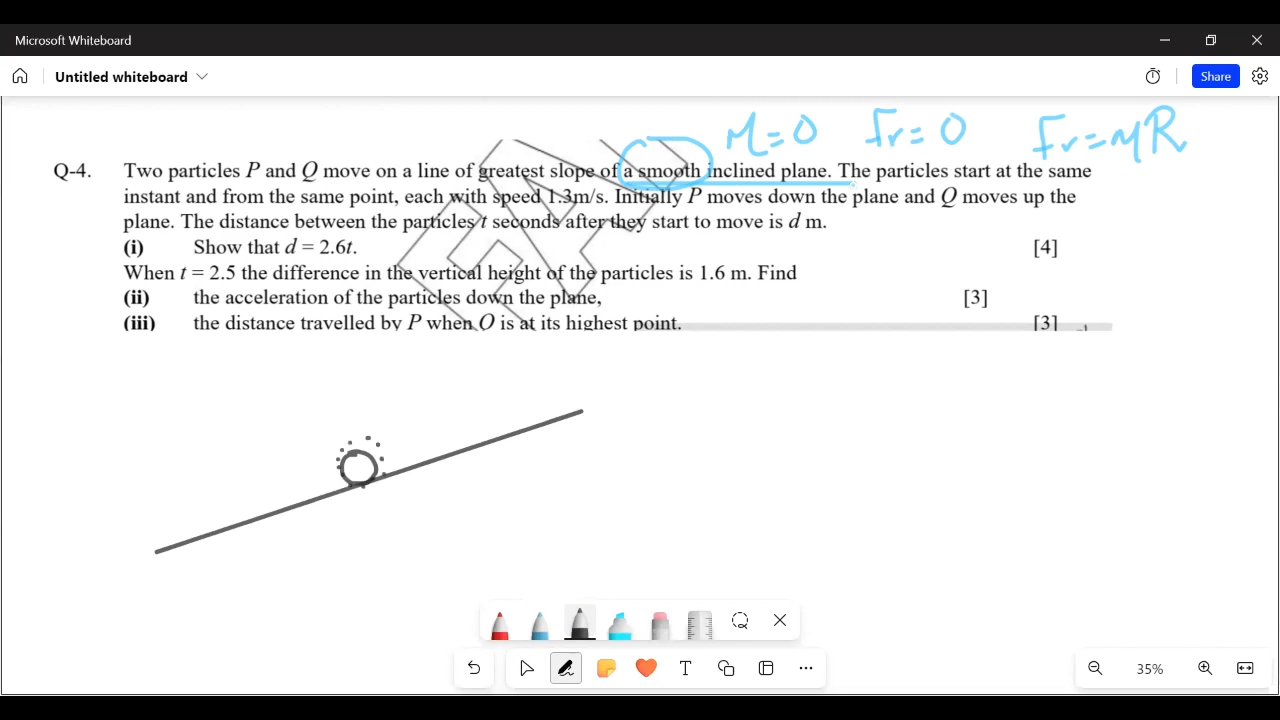 Microsoft Whiteboard
Untitled whiteboard
Share
M=0 Fr=0 Fr=μR
Q-4. Two particles P and Q move on a line of greatest slope of a smooth inclined plane. The particles start at the same
instant and from the same point, each with speed 1.3m/s. Initially P moves down the plane and Q moves up the
plane. The distance between the particles t seconds after they start to move is d m.
(i) Show that d = 2.6t. [4]
When t = 2.5 the difference in the vertical height of the particles is 1.6 m. Find
(ii) the acceleration of the particles down the plane, [3]
(iii) the distance travelled by P when Q is at its highest point. [3]
35%